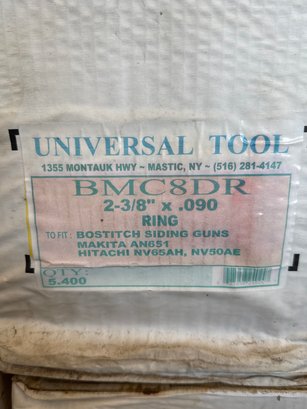 UNIVERSAL TOOL
1355 MONTAUK HWY ~ MASTIC, NY ~ (516) 281-4147
BMC8DR
2-3/8" x .090
RING
TO FIT : BOSTITCH SIDING GUNS
MAKITA AN651
HITACHI NV65AH, NV50AE
QTY:
5,400